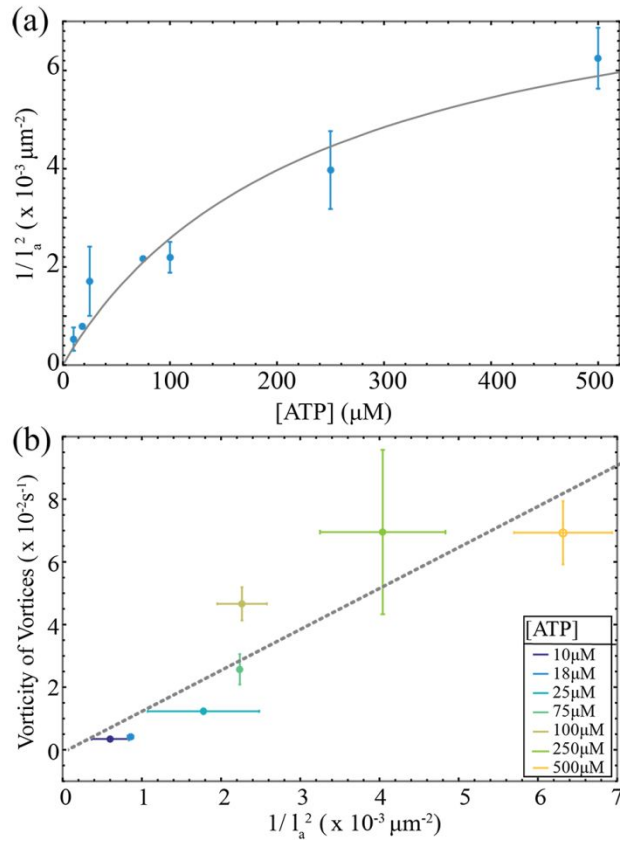 (a)
6
4
2
0
1/ l_a^2 ( x 10^-3 μm^-2)
0 100 200 300 400 500
[ATP] (μM)
(b)
8
6
4
2
0
Vorticity of Vortices ( x 10^-2 s^-1)
[ATP]
10μM
18μM
25μM
75μM
100μM
250μM
500μM
0 1 2 3 4 5 6 7
1/ l_a^2 ( x 10^-3 μm^-2)